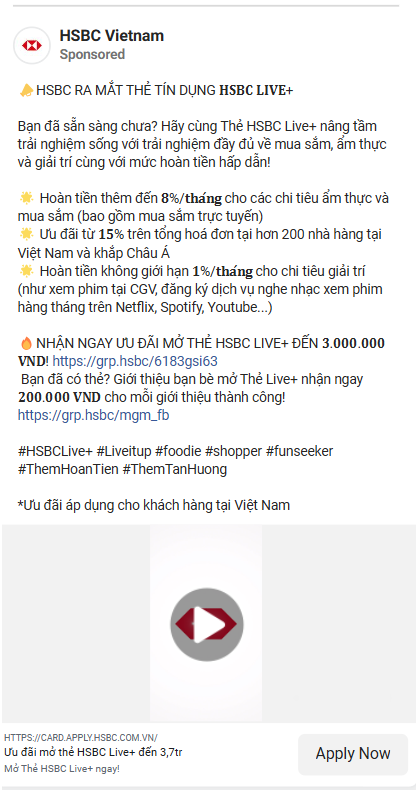 HSBC Vietnam
Sponsored
📣HSBC RA MẮT THẺ TÍN DỤNG 𝐇𝐒𝐁𝐂 𝐋𝐈𝐕𝐄+
Bạn đã sẵn sàng chưa? Hãy cùng Thẻ HSBC Live+ nâng tầm
trải nghiệm sống với trải nghiệm đầy đủ về mua sắm, ẩm thực
và giải trí cùng với mức hoàn tiền hấp dẫn!
🌟 Hoàn tiền thêm đến 𝟖%/𝐭𝐡á𝐧𝐠 cho các chi tiêu ẩm thực và
mua sắm (bao gồm mua sắm trực tuyến)
🌟 Ưu đãi từ 𝟏𝟓% trên tổng hoá đơn tại hơn 200 nhà hàng tại
Việt Nam và khắp Châu Á
🌟 Hoàn tiền không giới hạn 𝟏%/𝐭𝐡á𝐧𝐠 cho chi tiêu giải trí
(như xem phim tại CGV, đăng ký dịch vụ nghe nhạc xem phim
hàng tháng trên Netflix, Spotify, Youtube...)
🔥NHẬN NGAY ƯU ĐÃI MỞ THẺ HSBC LIVE+ ĐẾN 𝟑.𝟎𝟎𝟎.𝟎𝟎𝟎
𝐕𝐍𝐃! https://grp.hsbc/6183gsi63
Bạn đã có thẻ? Giới thiệu bạn bè mở Thẻ Live+ nhận ngay
𝟐𝟎𝟎.𝟎𝟎𝟎 𝐕𝐍𝐃 cho mỗi giới thiệu thành công!
https://grp.hsbc/mgm_fb
#HSBCLive+ #Liveitup #foodie #shopper #funseeker
#ThemHoanTien #ThemTanHuong
*Ưu đãi áp dụng cho khách hàng tại Việt Nam
HTTPS://CARD.APPLY.HSBC.COM.VN/
Ưu đãi mở thẻ HSBC Live+ đến 3,7tr
Mở Thẻ HSBC Live+ ngay!
Apply Now